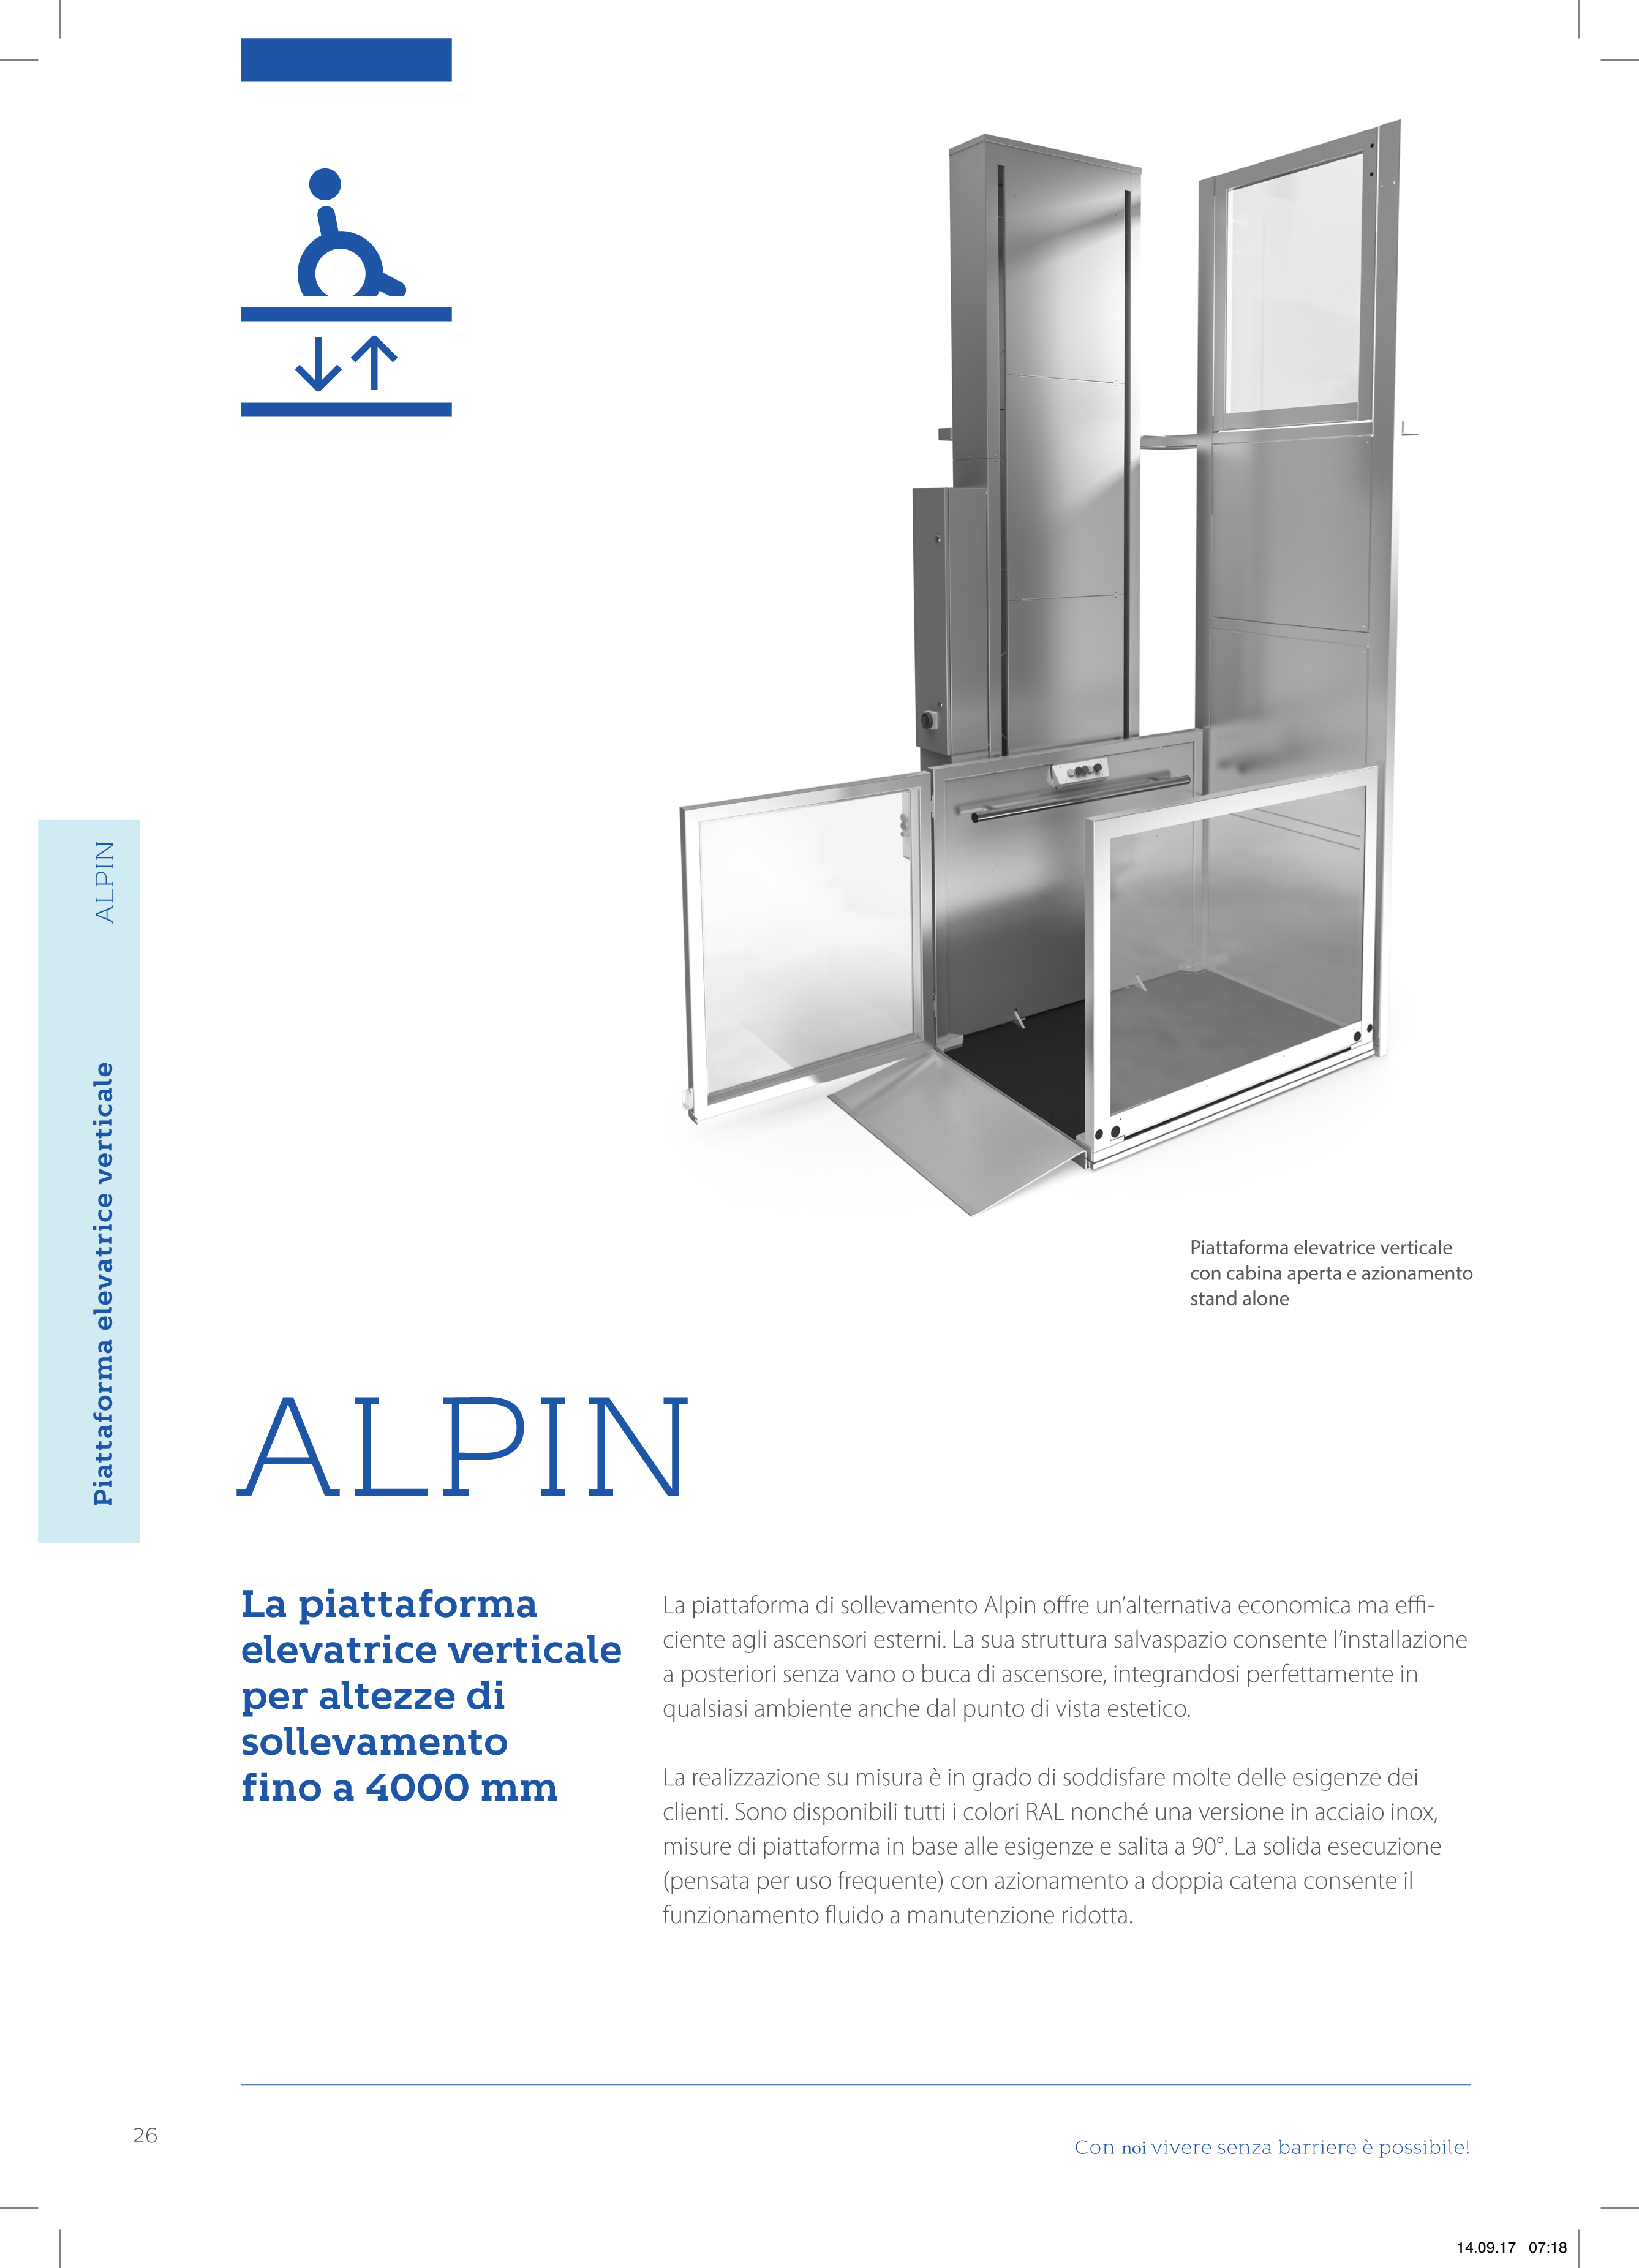 ALPIN
Piattaforma elevatrice verticale
Piattaforma elevatrice verticale
con cabina aperta e azionamento
stand alone
ALPIN
La piattaforma
elevatrice verticale
per altezze di
sollevamento
fino a 4000 mm
La piattaforma di sollevamento Alpin offre un’alternativa economica ma effi-
ciente agli ascensori esterni. La sua struttura salvaspazio consente l’installazione
a posteriori senza vano o buca di ascensore, integrandosi perfettamente in
qualsiasi ambiente anche dal punto di vista estetico.
La realizzazione su misura è in grado di soddisfare molte delle esigenze dei
clienti. Sono disponibili tutti i colori RAL nonché una versione in acciaio inox,
misure di piattaforma in base alle esigenze e salita a 90°. La solida esecuzione
(pensata per uso frequente) con azionamento a doppia catena consente il
funzionamento fluido a manutenzione ridotta.
26
Con noi vivere senza barriere è possibile!
14.09.17 07:18